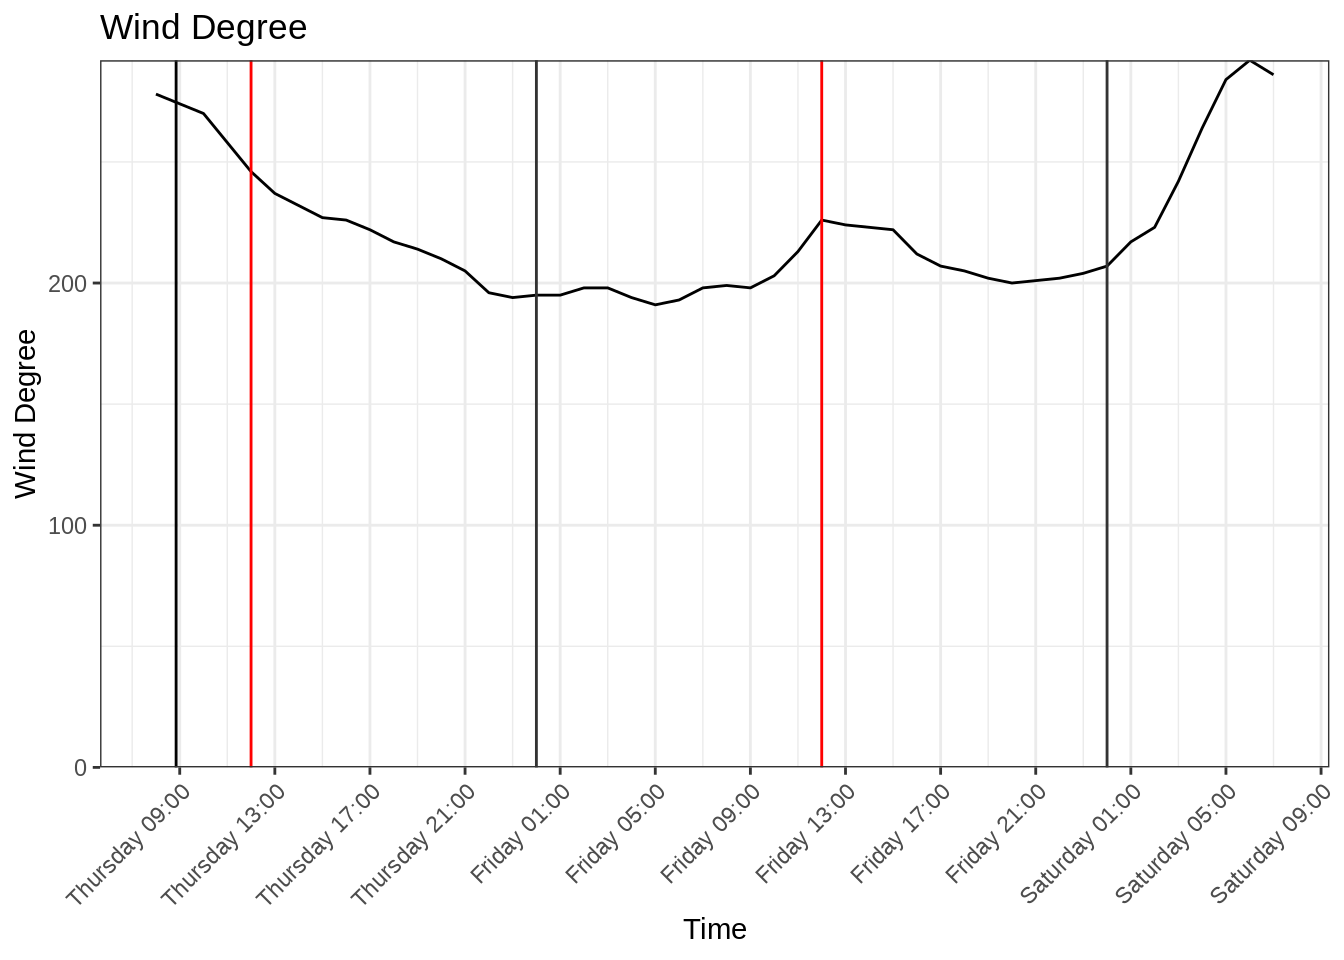 Wind Degree
Wind Degree
200
100
0
Thursday 09:00
Thursday 13:00
Thursday 17:00
Thursday 21:00
Friday 01:00
Friday 05:00
Friday 09:00
Friday 13:00
Friday 17:00
Friday 21:00
Saturday 01:00
Saturday 05:00
Saturday 09:00
Time